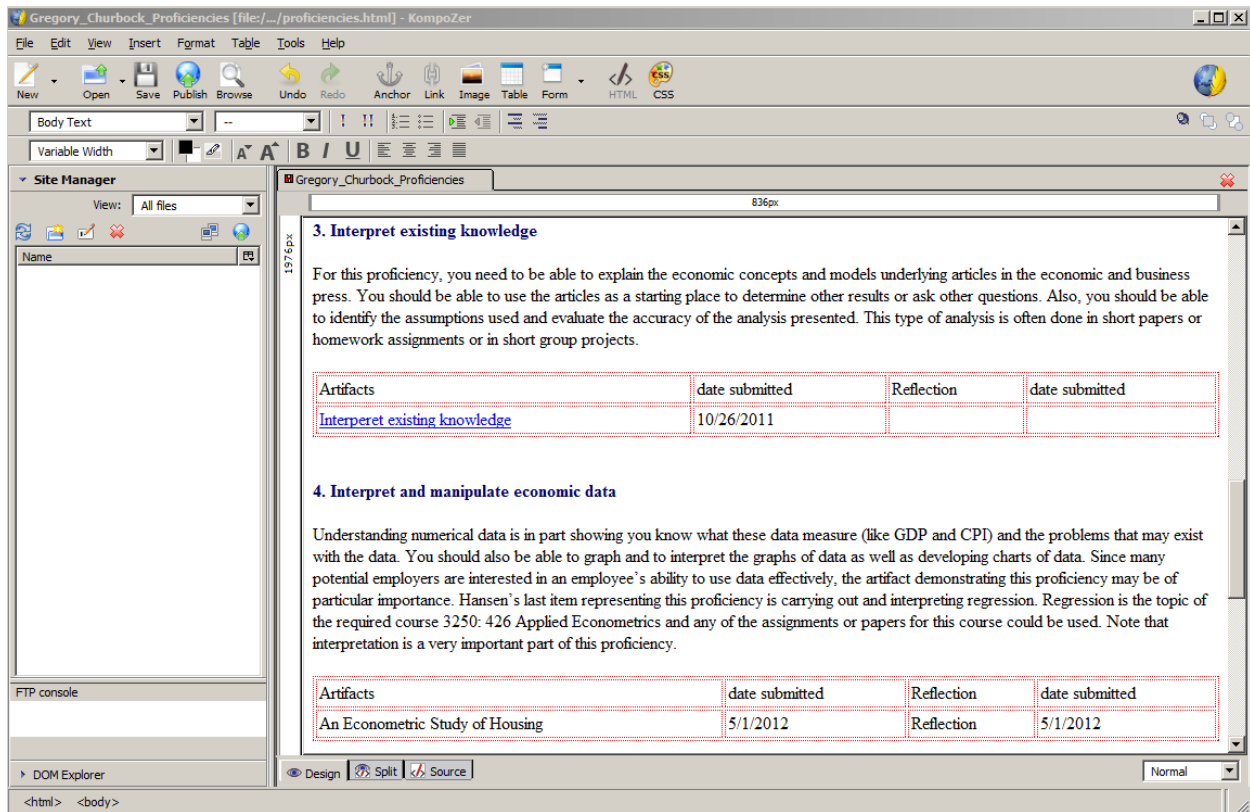 Gregory_Churbock_Proficiencies [file:/.../proficiencies.html] - KompoZer
File Edit View Insert Format Table Tools Help
New Open Save Publish Browse Undo Redo Anchor Link Image Table Form HTML CSS
Body Text --
Variable Width B I U
Site Manager
View: All files
Name
FTP console
DOM Explorer
Gregory_Churbock_Proficiencies
836px
1976px
3. Interpret existing knowledge
For this proficiency, you need to be able to explain the economic concepts and models underlying articles in the economic and business
press. You should be able to use the articles as a starting place to determine other results or ask other questions. Also, you should be able
to identify the assumptions used and evaluate the accuracy of the analysis presented. This type of analysis is often done in short papers or
homework assignments or in short group projects.
Artifacts date submitted Reflection date submitted
Interperet existing knowledge 10/26/2011
4. Interpret and manipulate economic data
Understanding numerical data is in part showing you know what these data measure (like GDP and CPI) and the problems that may exist
with the data. You should also be able to graph and to interpret the graphs of data as well as developing charts of data. Since many
potential employers are interested in an employee’s ability to use data effectively, the artifact demonstrating this proficiency may be of
particular importance. Hansen’s last item representing this proficiency is carrying out and interpreting regression. Regression is the topic of
the required course 3250: 426 Applied Econometrics and any of the assignments or papers for this course could be used. Note that
interpretation is a very important part of this proficiency.
Artifacts date submitted Reflection date submitted
An Econometric Study of Housing 5/1/2012 Reflection 5/1/2012
Design Split Source Normal
<html> <body>